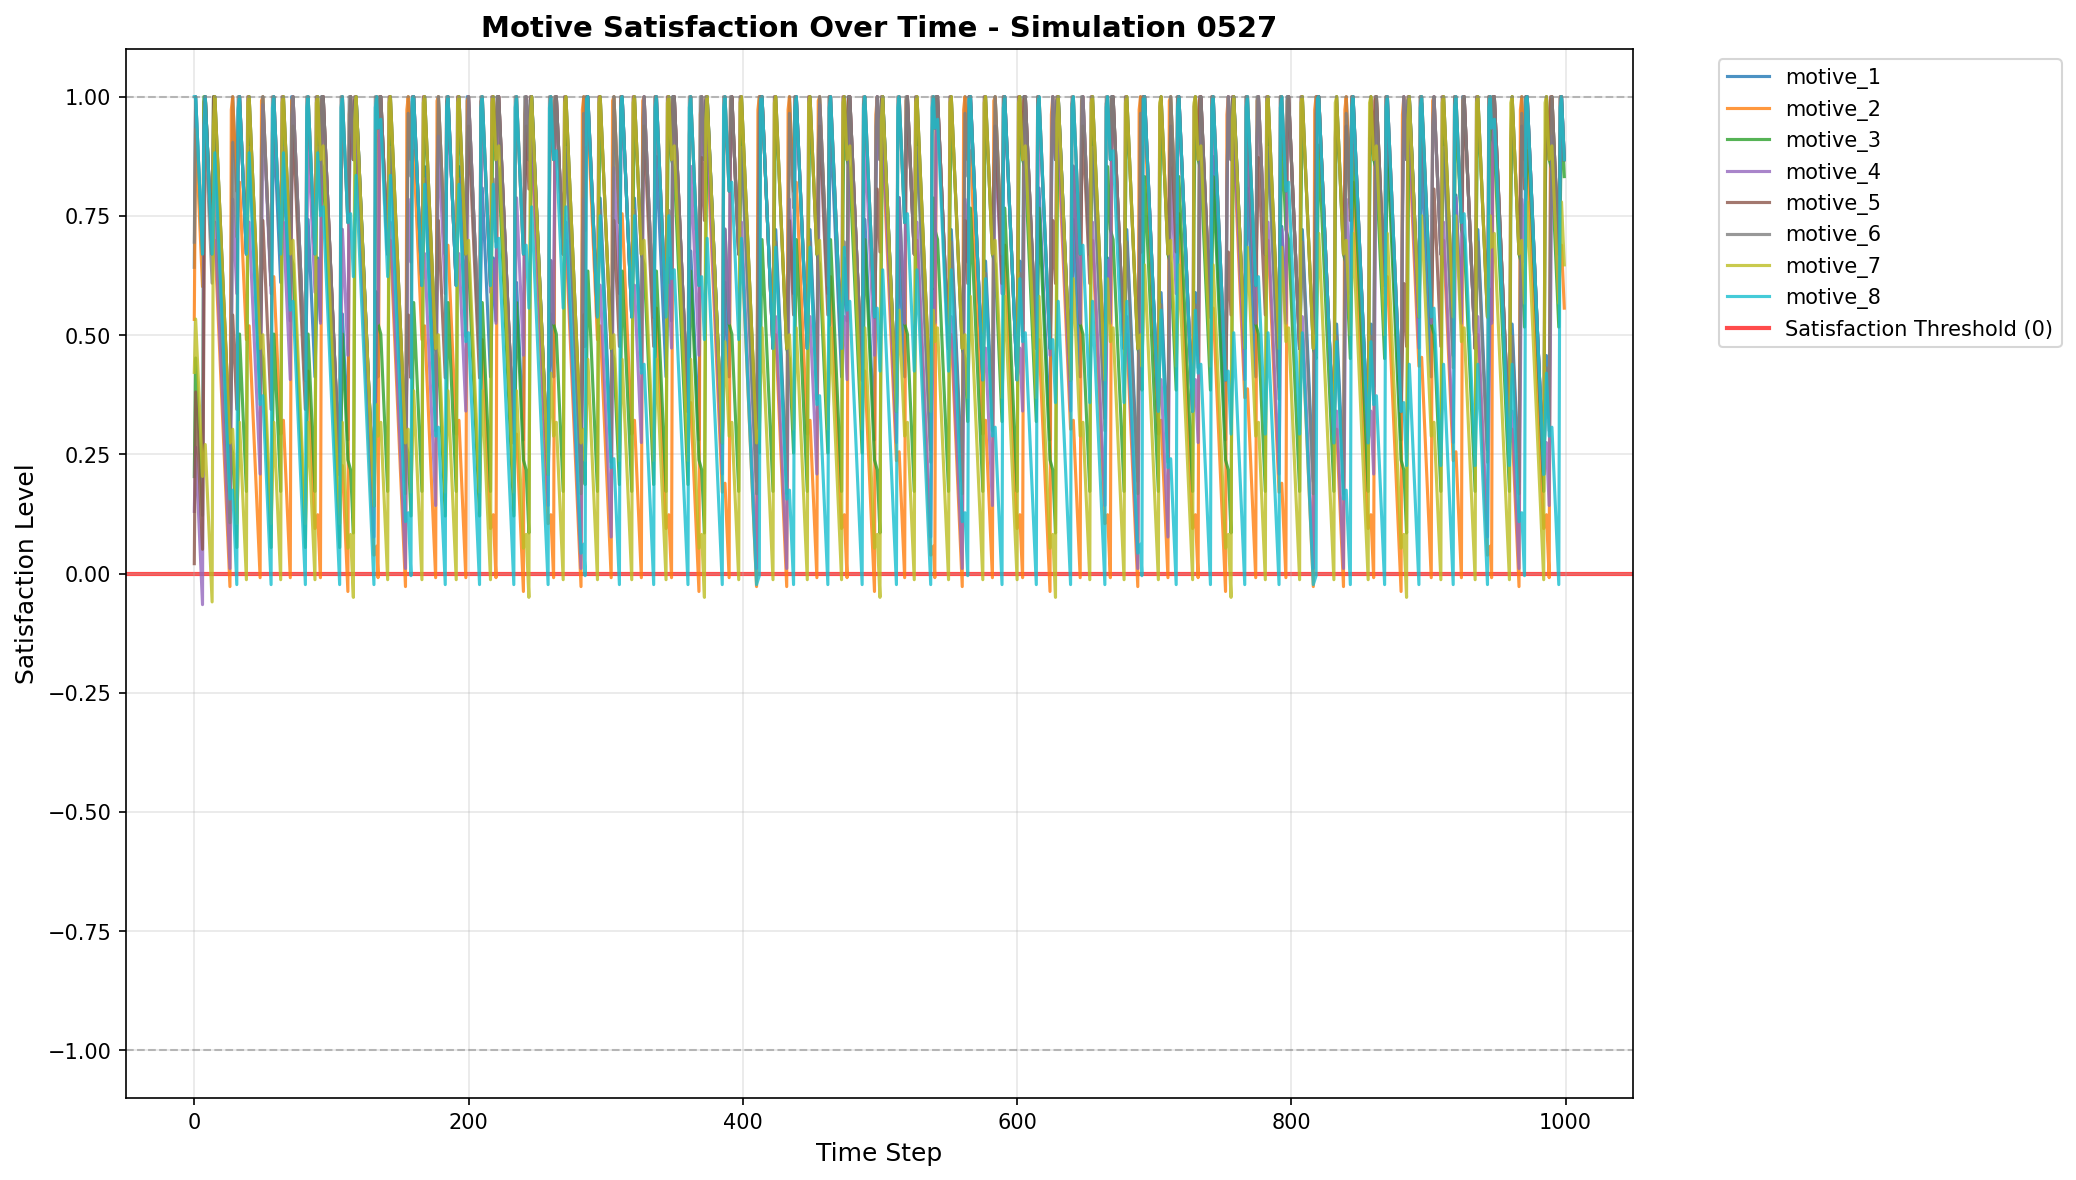 Motive Satisfaction Over Time - Simulation 0527
1.00
0.75
0.50
0.25
0.00
−0.25
−0.50
−0.75
−1.00
Satisfaction Level
0 200 400 600 800 1000
Time Step
motive_1
motive_2
motive_3
motive_4
motive_5
motive_6
motive_7
motive_8
Satisfaction Threshold (0)